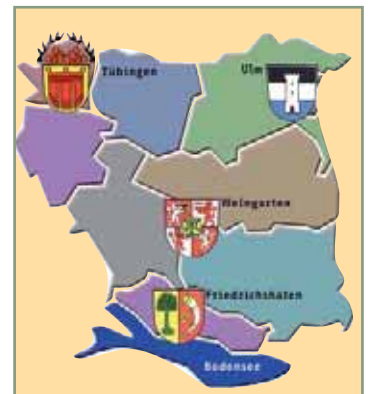 Tübingen
Ulm
Weingarten
Friedrichshafen
Bodensee